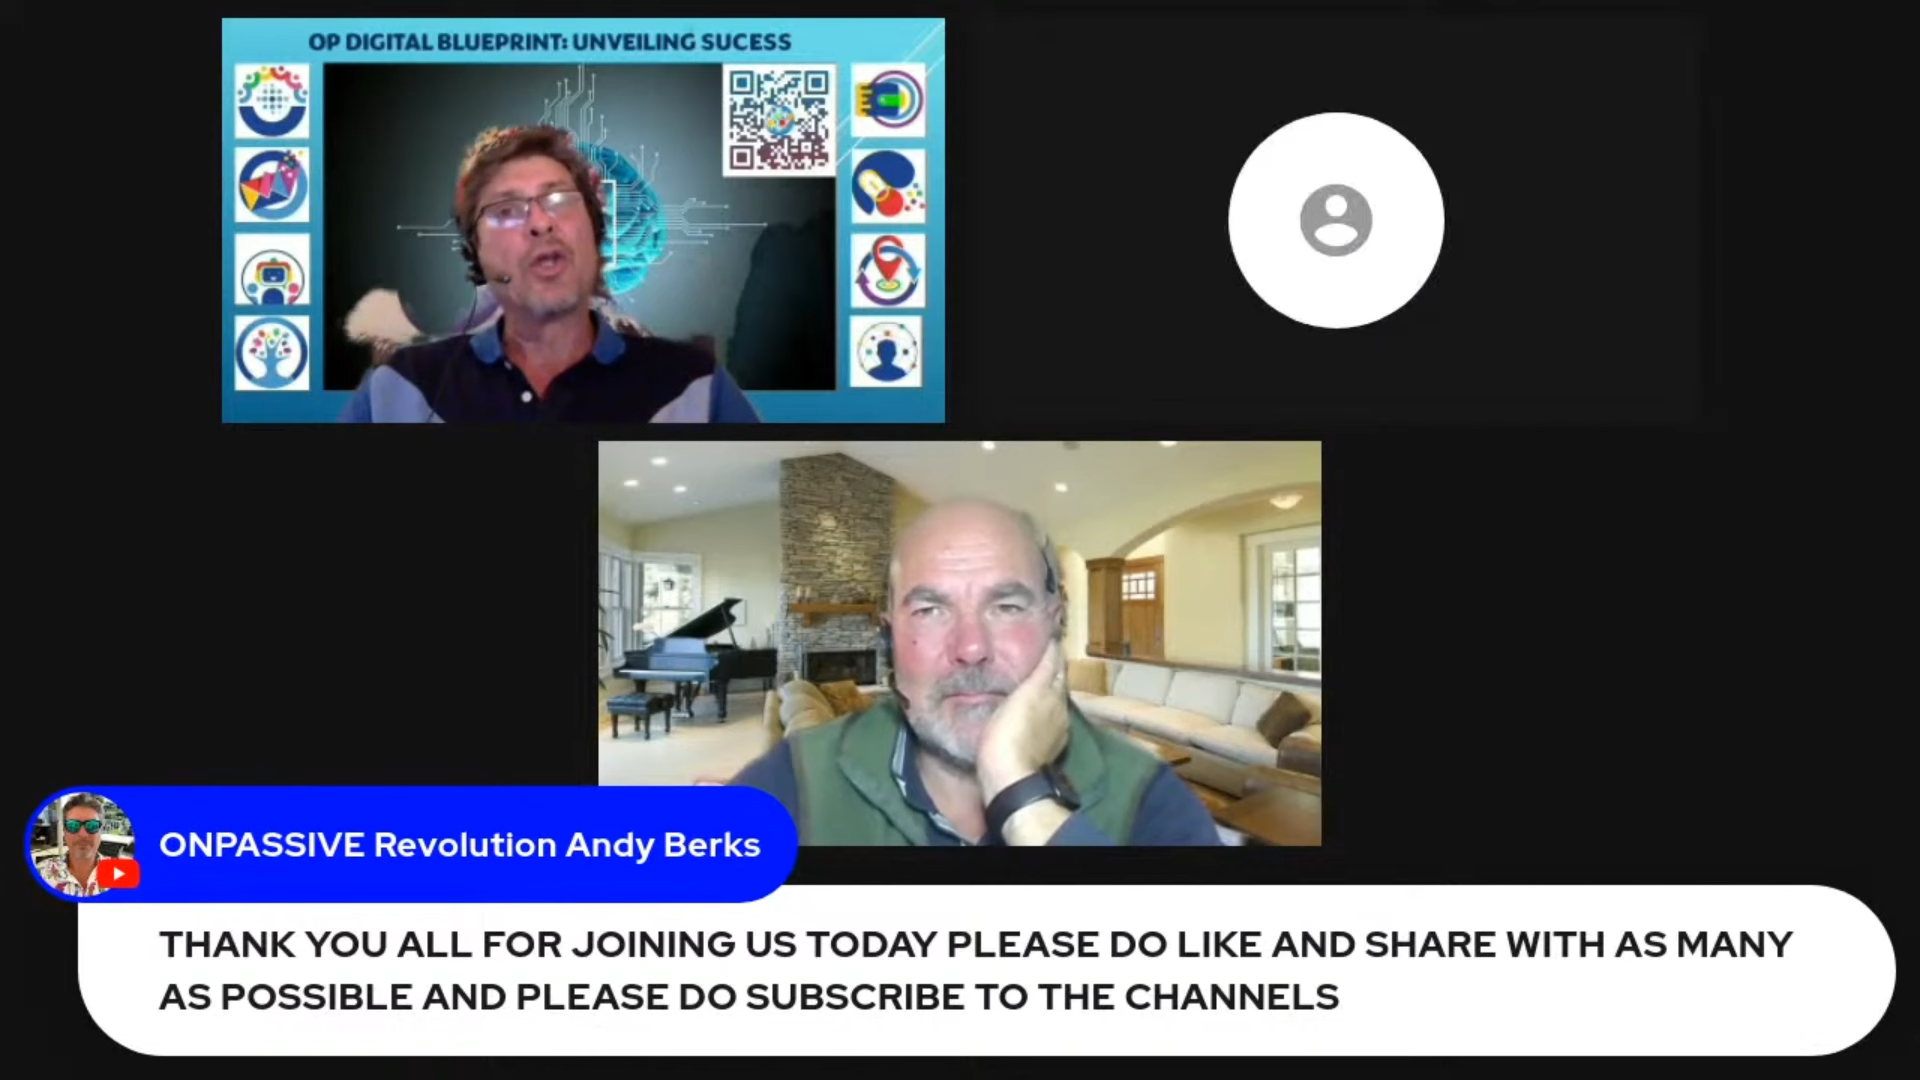 OP DIGITAL BLUEPRINT: UNVEILING SUCESS
ONPASSIVE Revolution Andy Berks
THANK YOU ALL FOR JOINING US TODAY PLEASE DO LIKE AND SHARE WITH AS MANY
AS POSSIBLE AND PLEASE DO SUBSCRIBE TO THE CHANNELS